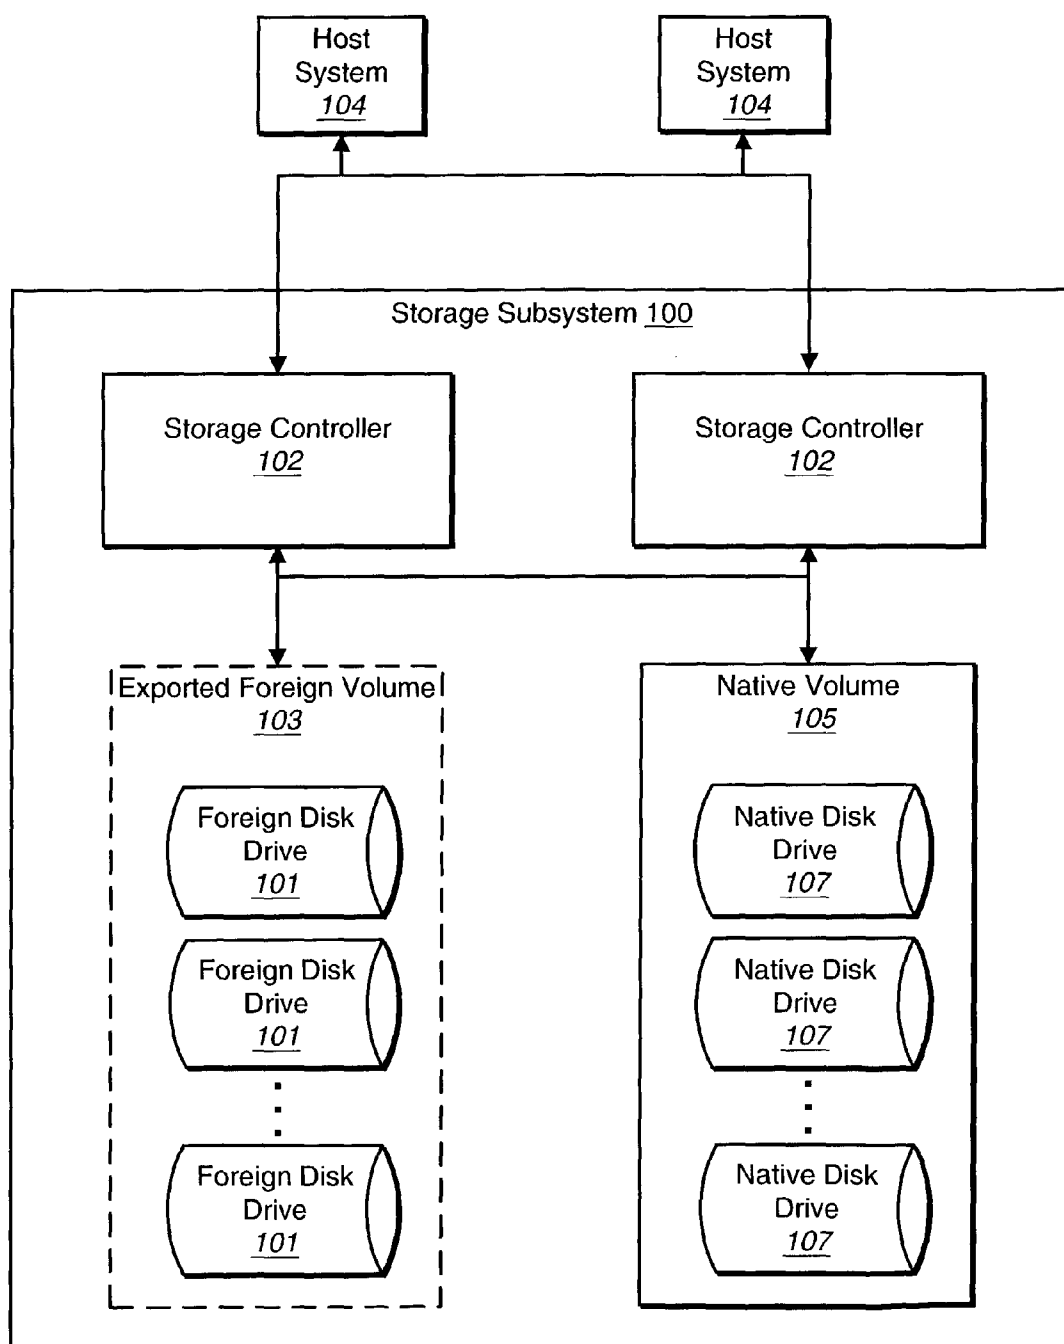 Host
System
104
Host
System
104
Storage Subsystem 100
Storage Controller
102
Storage Controller
102
Exported Foreign Volume
103
Foreign Disk
Drive
101
Foreign Disk
Drive
101
Foreign Disk
Drive
101
Native Volume
105
Native Disk
Drive
107
Native Disk
Drive
107
Native Disk
Drive
107